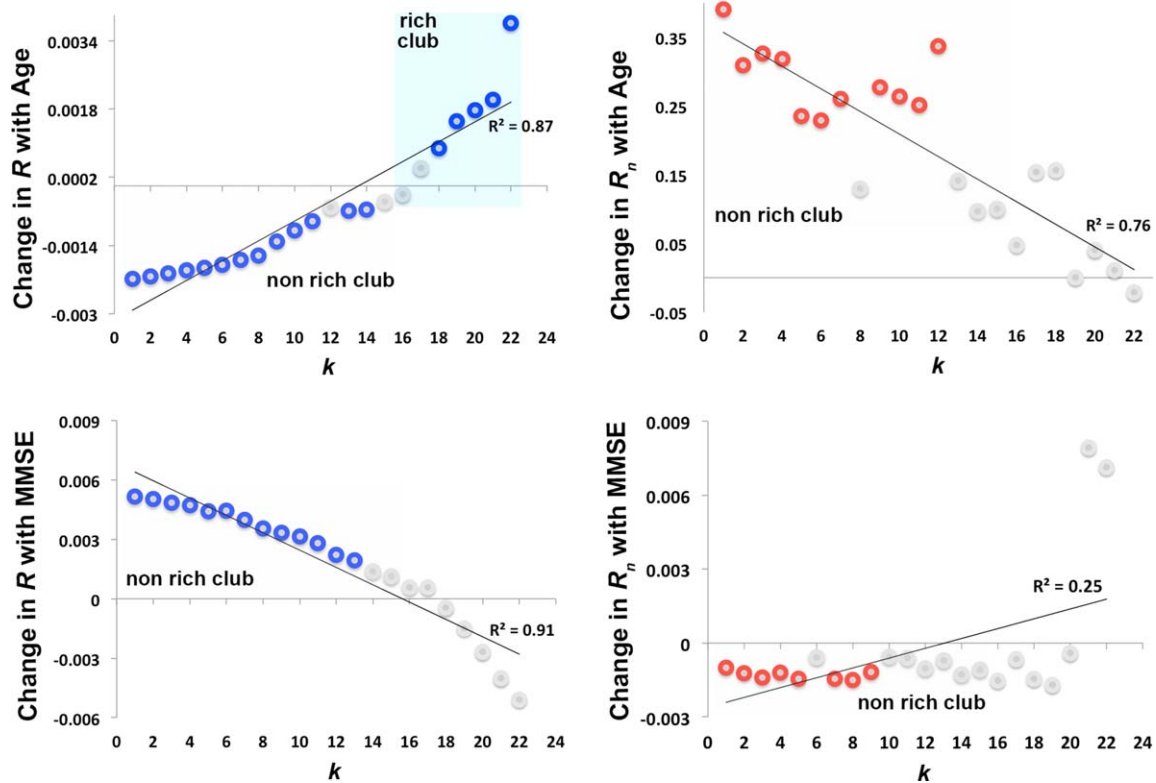 Change in R with Age
0.0034
0.0018
0.0002
-0.0014
-0.003
rich
club
R² = 0.87
non rich club
0 2 4 6 8 10 12 14 16 18 20 22 24
k
Change in Rn with Age
0.35
0.25
0.15
0.05
-0.05
non rich club
R² = 0.76
0 2 4 6 8 10 12 14 16 18 20 22
k
Change in R with MMSE
0.009
0.006
0.003
0
-0.003
-0.006
non rich club
R² = 0.91
0 2 4 6 8 10 12 14 16 18 20 22 24
k
Change in Rn with MMSE
0.009
0.006
0.003
0
-0.003
R² = 0.25
non rich club
0 2 4 6 8 10 12 14 16 18 20 22 24
k